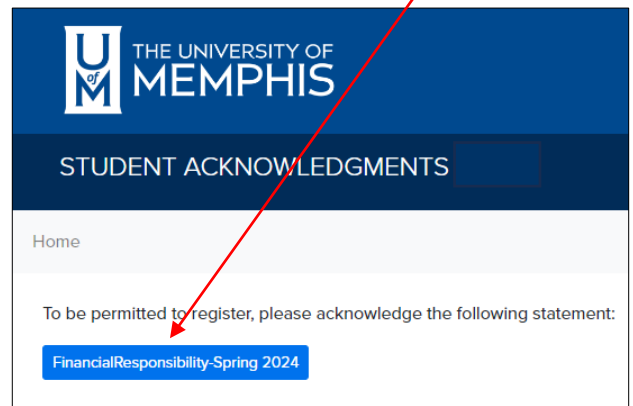 U
of
M
THE UNIVERSITY OF
MEMPHIS
STUDENT ACKNOWLEDGMENTS
Home
To be permitted to register, please acknowledge the following statement:
FinancialResponsibility-Spring 2024